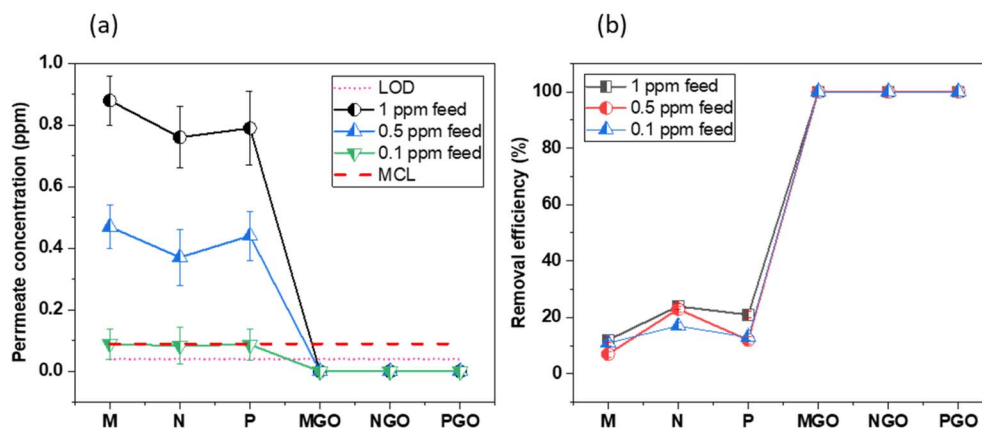 (a)
Permeate concentration (ppm)
1.0
0.8
0.6
0.4
0.2
0.0
LOD
1 ppm feed
0.5 ppm feed
0.1 ppm feed
MCL
M N P MGO NGO PGO
(b)
Removal efficiency (%)
100
80
60
40
20
0
1 ppm feed
0.5 ppm feed
0.1 ppm feed
M N P MGO NGO PGO